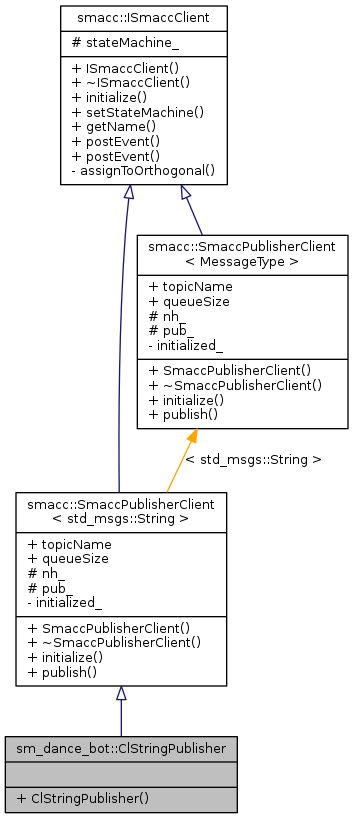 smacc::ISmaccClient
# stateMachine_
+ ISmaccClient()
+ ~ISmaccClient()
+ initialize()
+ setStateMachine()
+ getName()
+ postEvent()
+ postEvent()
- assignToOrthogonal()
smacc::SmaccPublisherClient
< MessageType >
+ topicName
+ queueSize
# nh_
# pub_
- initialized_
+ SmaccPublisherClient()
+ ~SmaccPublisherClient()
+ initialize()
+ publish()
< std_msgs::String >
smacc::SmaccPublisherClient
< std_msgs::String >
+ topicName
+ queueSize
# nh_
# pub_
- initialized_
+ SmaccPublisherClient()
+ ~SmaccPublisherClient()
+ initialize()
+ publish()
sm_dance_bot::ClStringPublisher
+ ClStringPublisher()